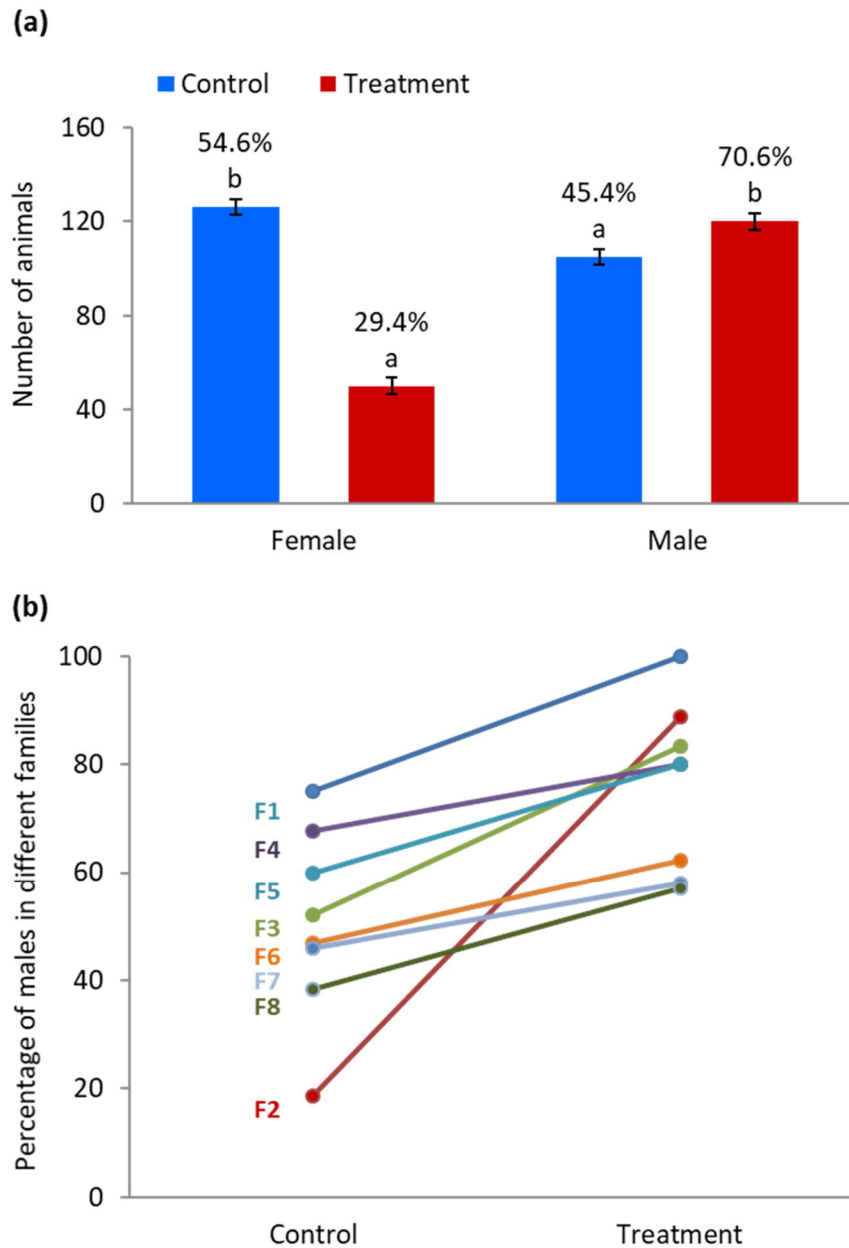 (a)
Control Treatment
Number of animals
160
120
80
40
0
54.6%
b
29.4%
a
45.4%
a
70.6%
b
Female Male
(b)
Percentage of males in different families
100
80
60
40
20
0
F1
F4
F5
F3
F6
F7
F8
F2
Control Treatment